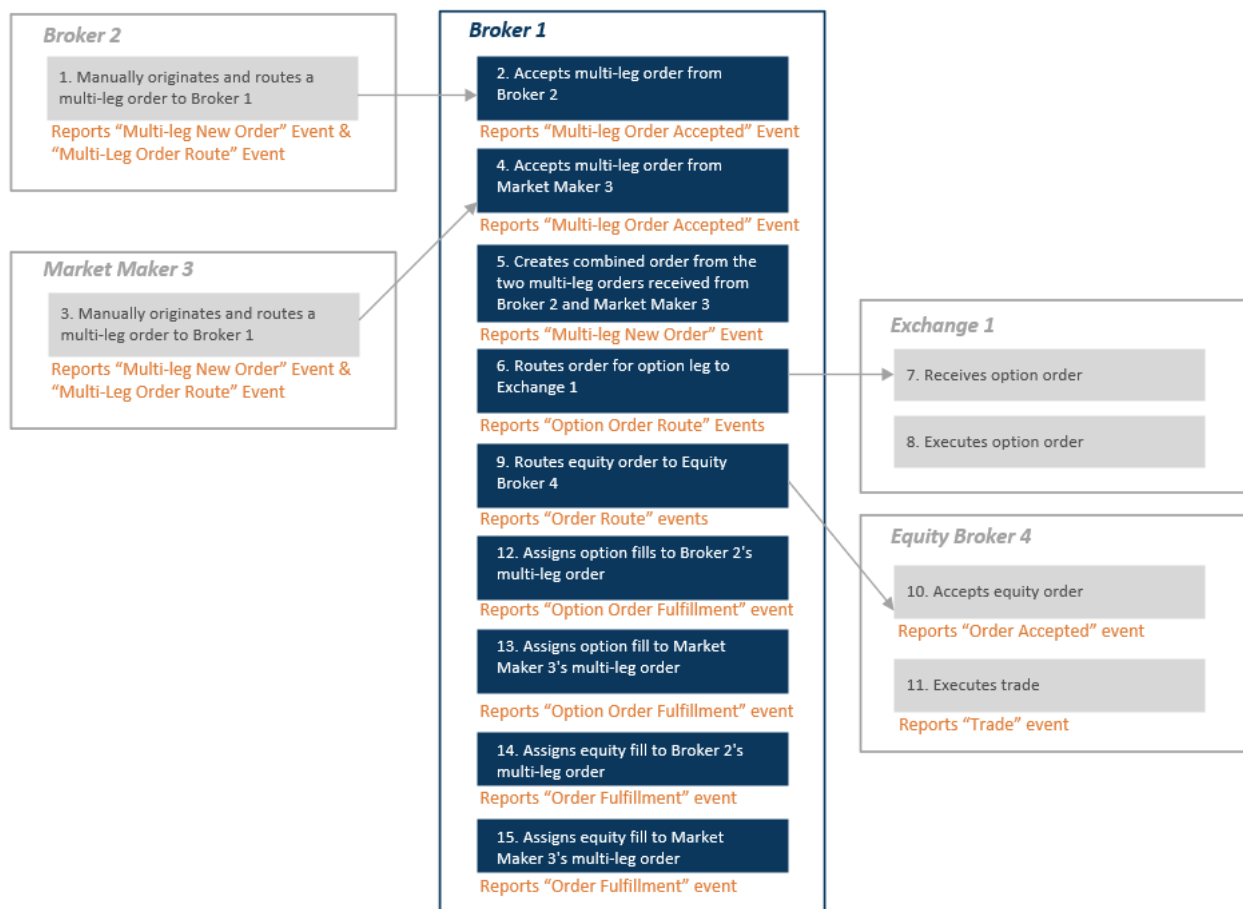 Broker 2
1. Manually originates and routes a
multi-leg order to Broker 1
Reports “Multi-leg New Order” Event &
“Multi-Leg Order Route” Event
Market Maker 3
3. Manually originates and routes a
multi-leg order to Broker 1
Reports “Multi-leg New Order” Event &
“Multi-Leg Order Route” Event
Broker 1
2. Accepts multi-leg order from
Broker 2
Reports “Multi-leg Order Accepted” Event
4. Accepts multi-leg order from
Market Maker 3
Reports “Multi-leg Order Accepted” Event
5. Creates combined order from the
two multi-leg orders received from
Broker 2 and Market Maker 3
Reports “Multi-leg New Order” Event
6. Routes order for option leg to
Exchange 1
Reports “Option Order Route” Events
9. Routes equity order to Equity
Broker 4
Reports “Order Route” events
12. Assigns option fills to Broker 2's
multi-leg order
Reports “Option Order Fulfillment” event
13. Assigns option fill to Market
Maker 3's multi-leg order
Reports “Option Order Fulfillment” event
14. Assigns equity fill to Broker 2's
multi-leg order
Reports “Order Fulfillment” event
15. Assigns equity fill to Market
Maker 3's multi-leg order
Reports “Order Fulfillment” event
Exchange 1
7. Receives option order
8. Executes option order
Equity Broker 4
10. Accepts equity order
Reports “Order Accepted” event
11. Executes trade
Reports “Trade” event